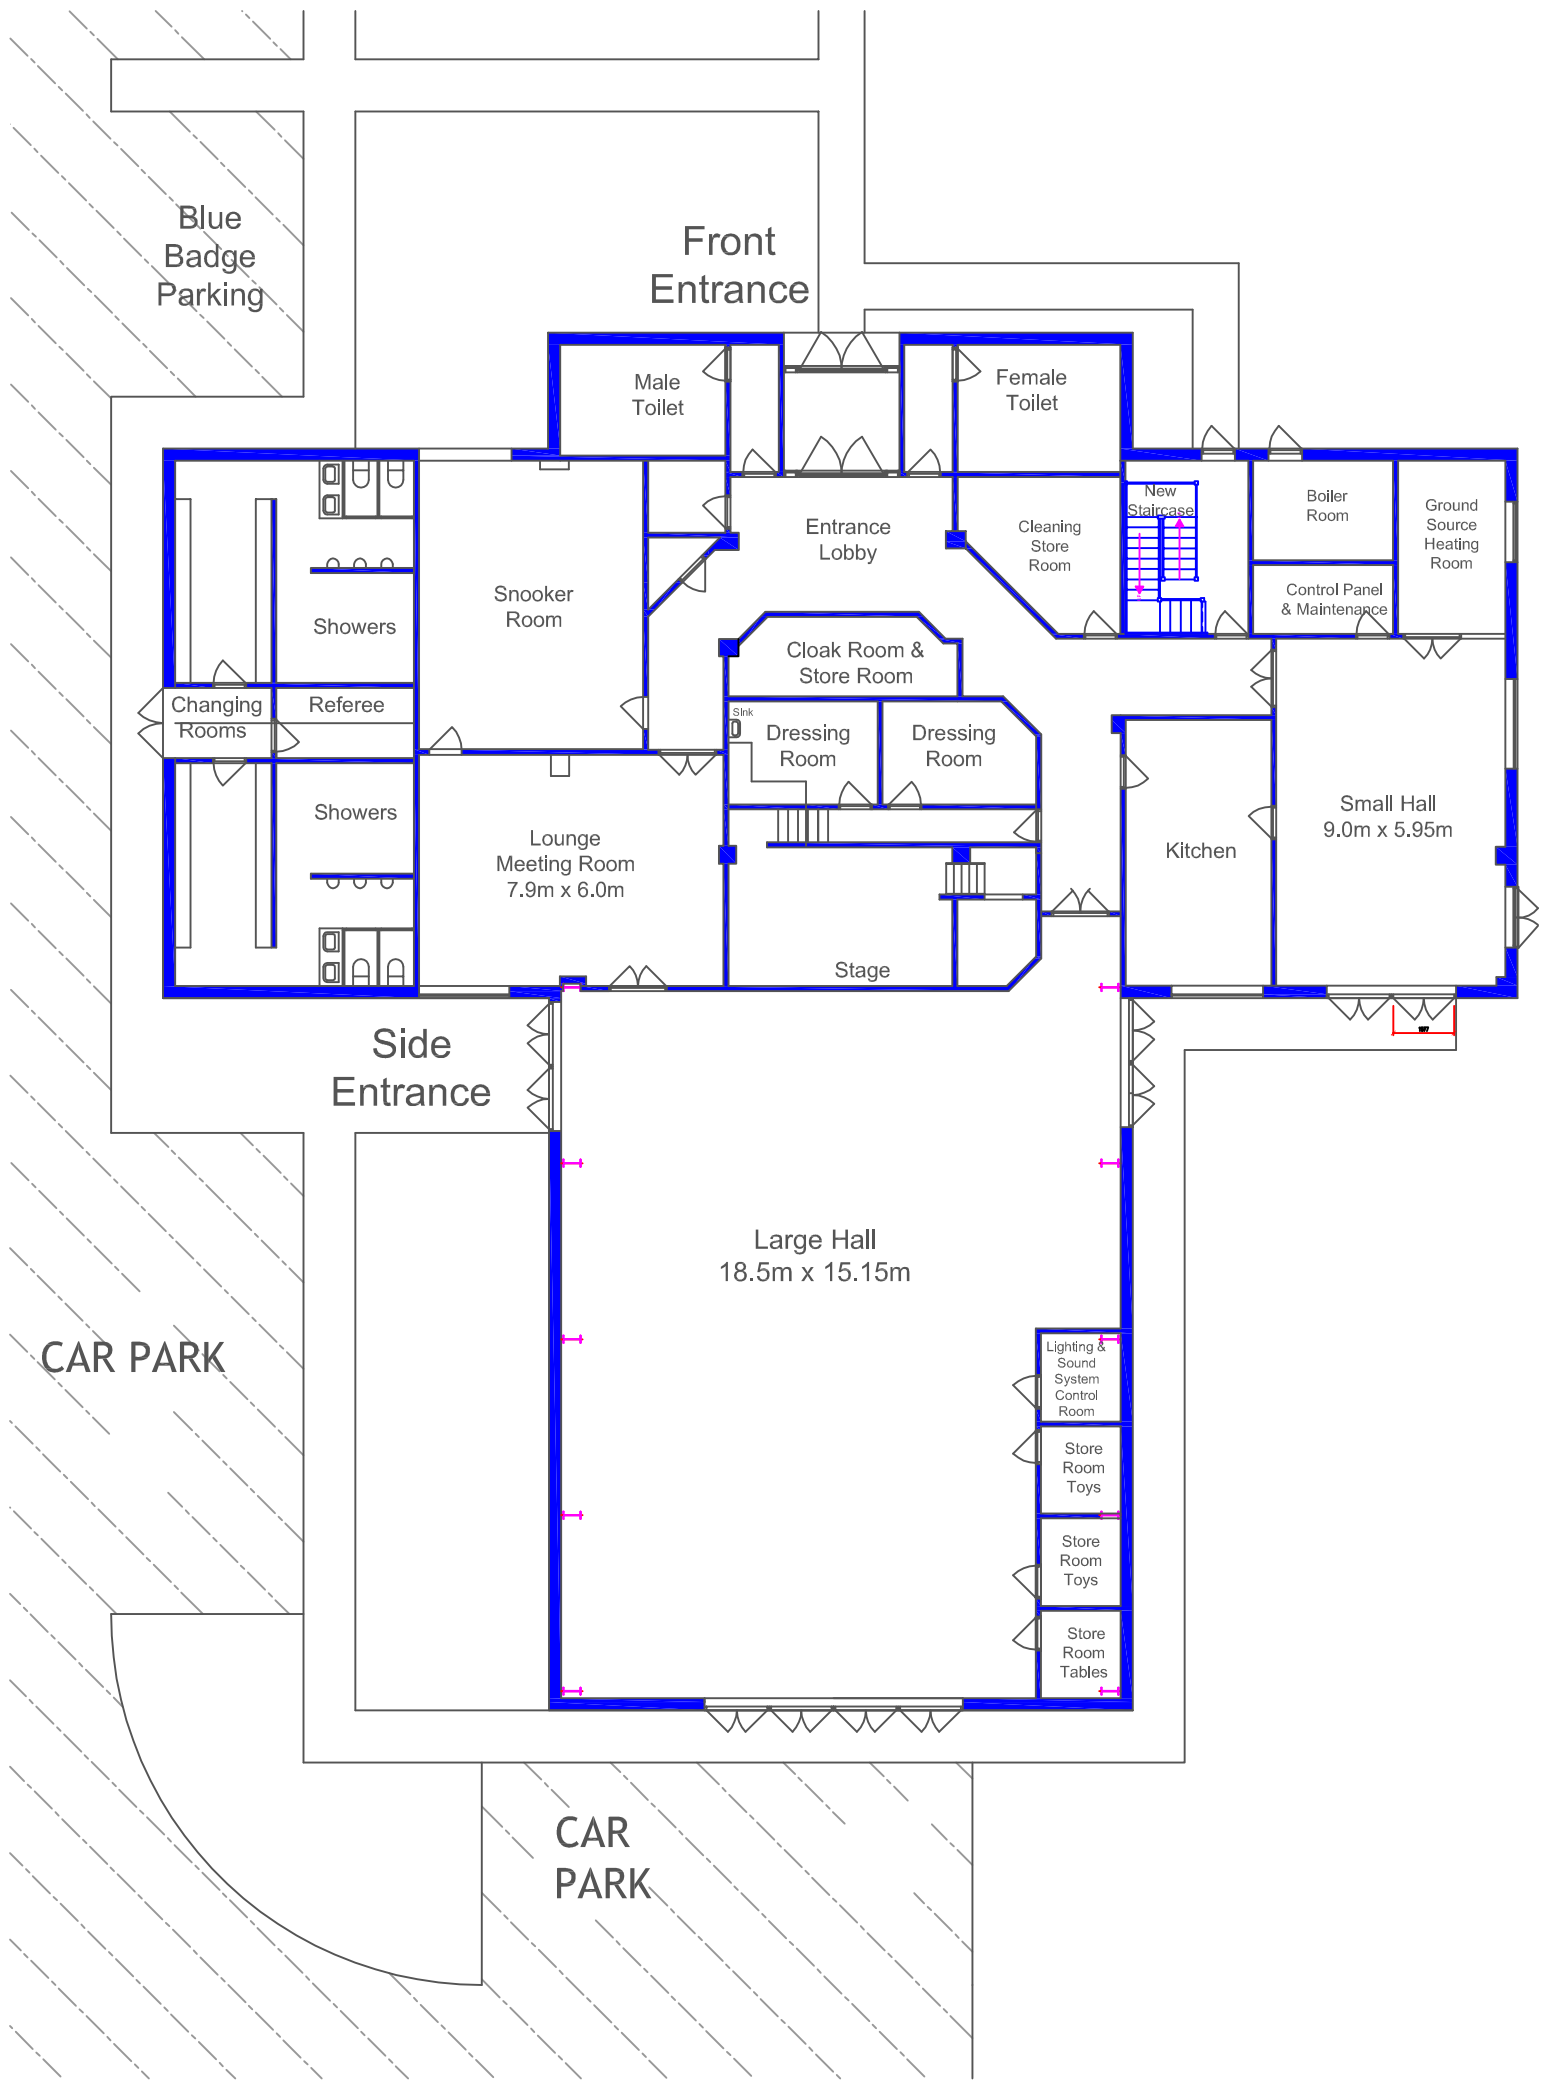 Blue
Badge
Parking
Front
Entrance
Male
Toilet
Female
Toilet
New
Staircase
Boiler
Room
Ground
Source
Heating
Room
Entrance
Lobby
Cleaning
Store
Room
Control Panel
& Maintenance
Snooker
Room
Showers
Cloak Room &
Store Room
Changing
Rooms
Referee
Sink
Dressing
Room
Dressing
Room
Showers
Lounge
Meeting Room
7.9m x 6.0m
Small Hall
9.0m x 5.95m
Kitchen
Stage
Side
Entrance
Large Hall
18.5m x 15.15m
CAR PARK
Lighting &
Sound
System
Control
Room
Store
Room
Toys
Store
Room
Toys
Store
Room
Tables
CAR
PARK